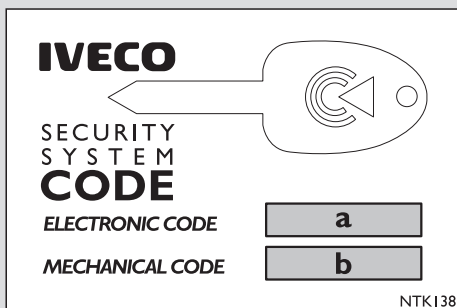 IVECO
SECURITY
SYSTEM
CODE
ELECTRONIC CODE a
MECHANICAL CODE b
NTK138